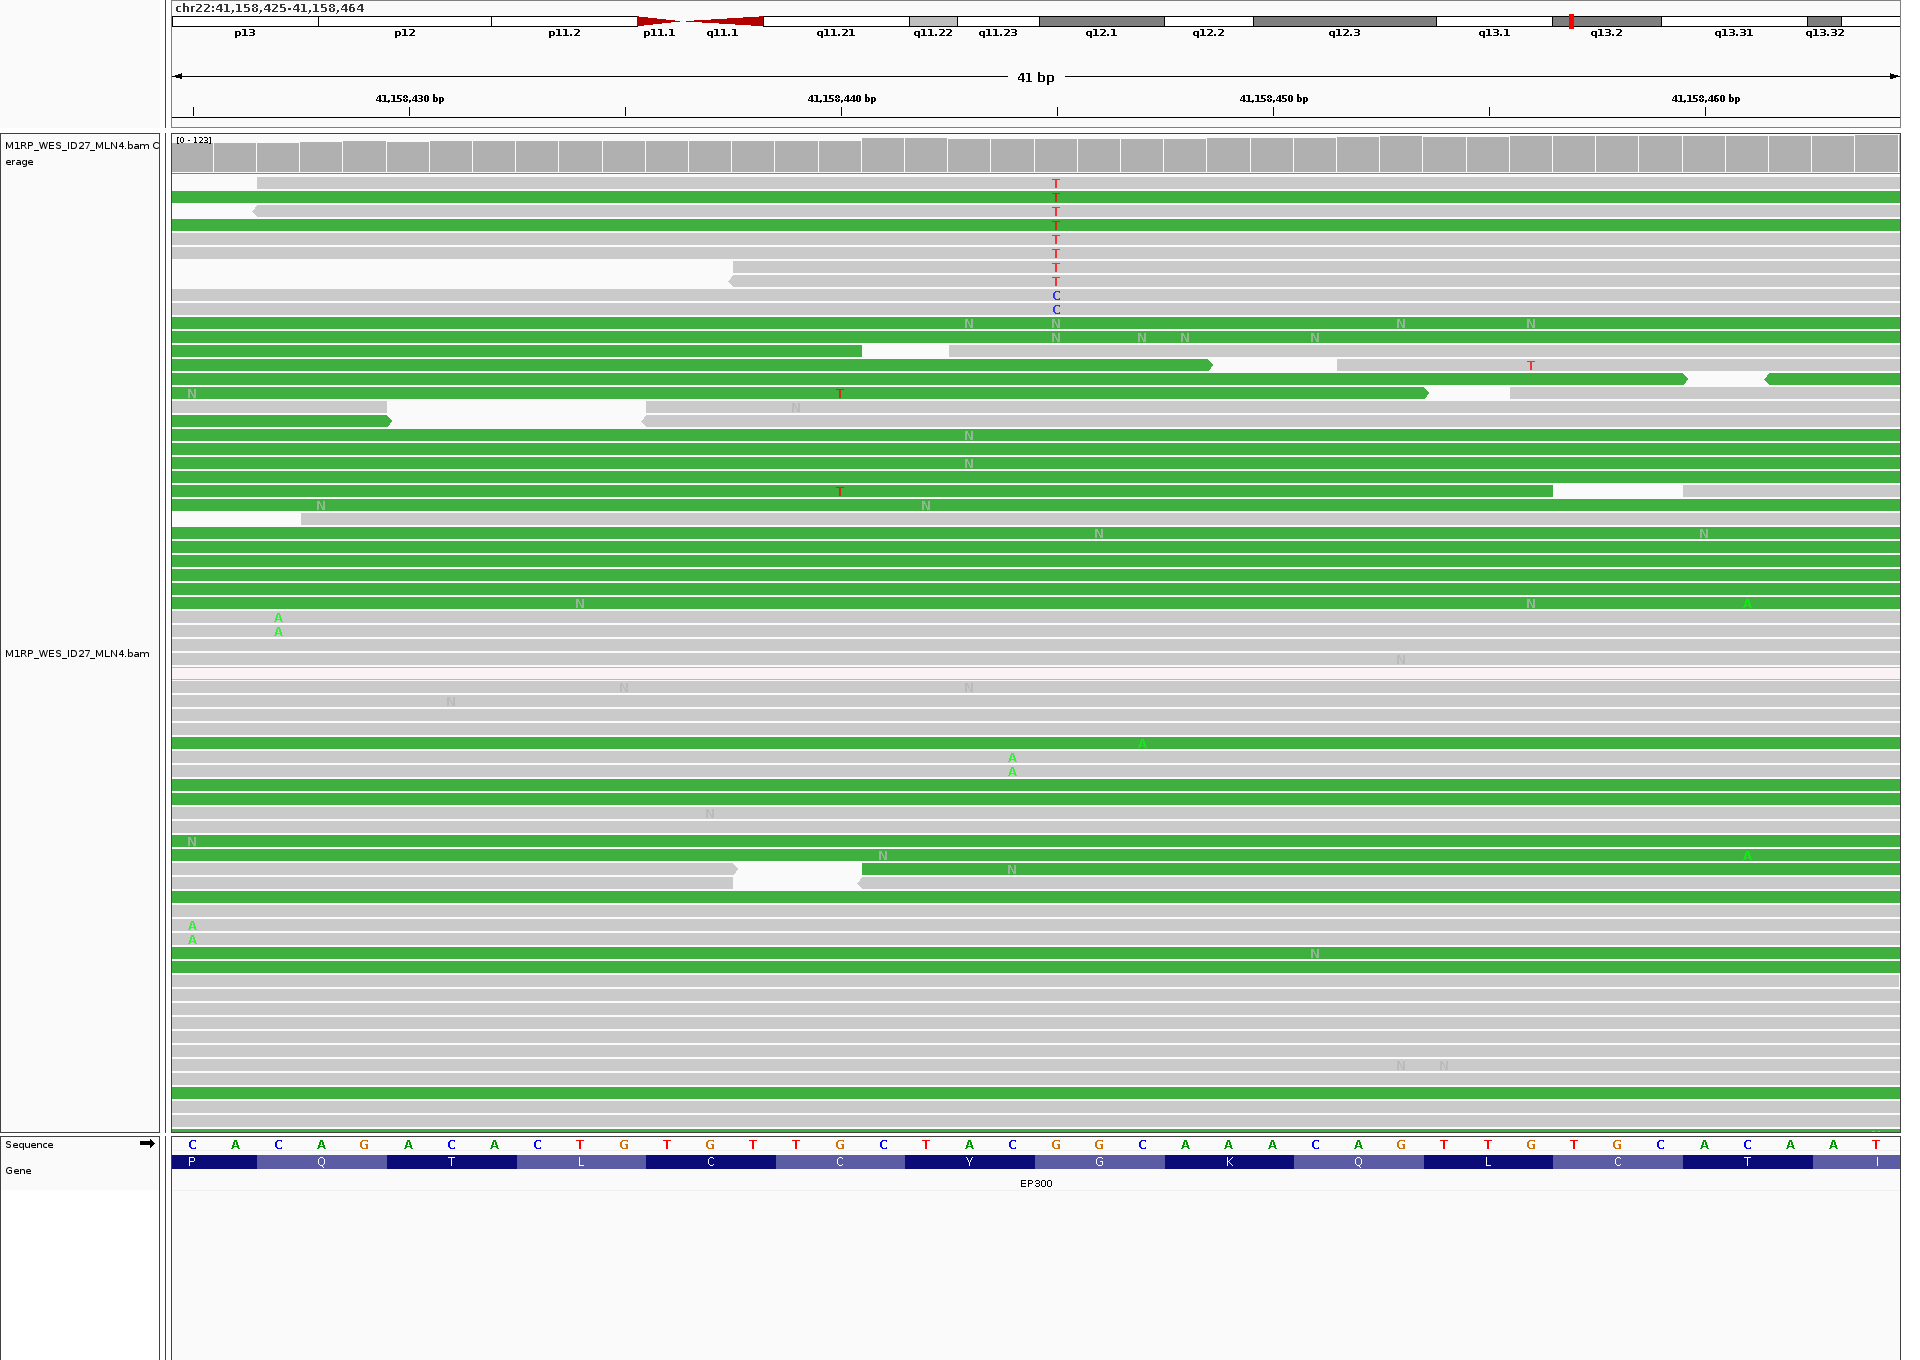 chr22:41,158,425-41,158,464
p13 p12 p11.2 p11.1 q11.1 q11.21 q11.22 q11.23 q12.1 q12.2 q12.3 q13.1 q13.2 q13.31 q13.32
41 bp
41,158,430 bp 41,158,440 bp 41,158,450 bp 41,158,460 bp
M1RP_WES_ID27_MLN4.bam C
erage
[0 - 123]
T
T
T
T
T
T
T
T
C
C
N N N N
N N N N
T
N T
N
N
N
T
N N
N N
N N A
A
A
M1RP_WES_ID27_MLN4.bam
N
N N
N
A
A
A
N
N
N A
N
A
A
N
N N
Sequence
C A C A G A C A C T G T G T T G C T A C G G C A A A C A G T T G T G C A C A A T
Gene
P Q T L C C Y G K Q L C T I
EP300